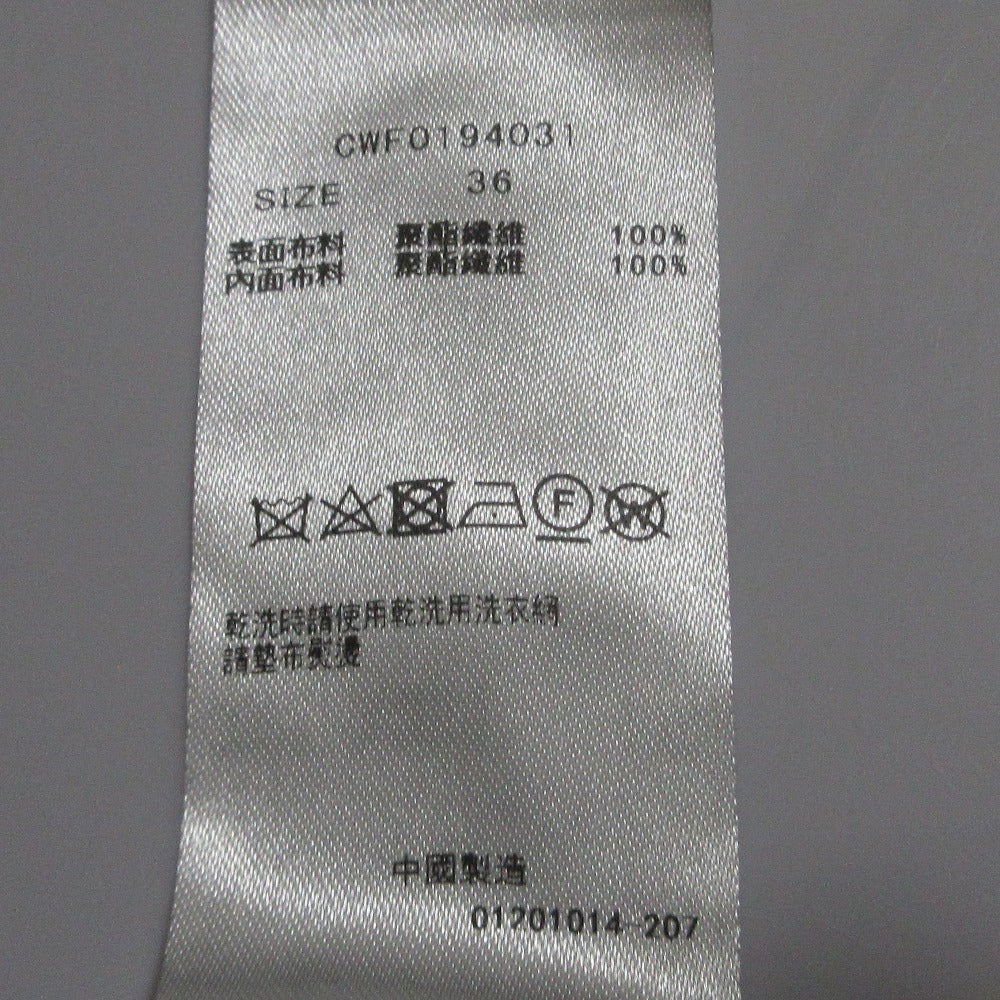 CWF0194031
SIZE 36
表面布料 聚酯纖維 100%
內面布料 聚酯纖維 100%
F W
乾洗時請使用乾洗用洗衣網
請墊布熨燙
中國製造
01201014-207